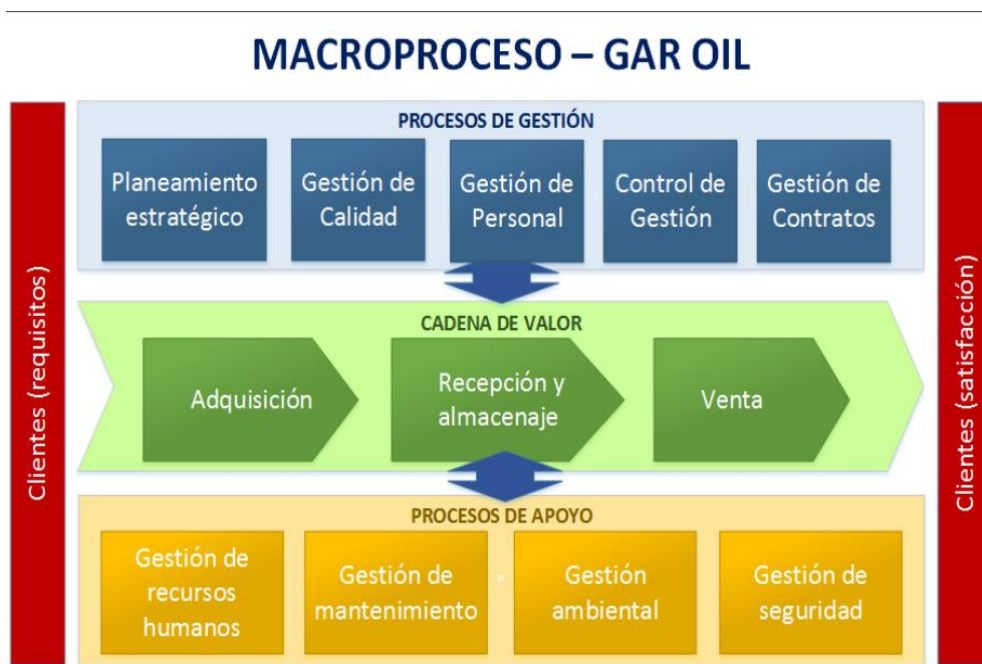 MACROPROCESO – GAR OIL
Clientes (requisitos)
PROCESOS DE GESTIÓN
Planeamiento
estratégico
Gestión de
Calidad
Gestión de
Personal
Control de
Gestión
Gestión de
Contratos
CADENA DE VALOR
Adquisición
Recepción y
almacenaje
Venta
PROCESOS DE APOYO
Gestión de
recursos
humanos
Gestión de
mantenimiento
Gestión
ambiental
Gestión de
seguridad
Clientes (satisfacción)